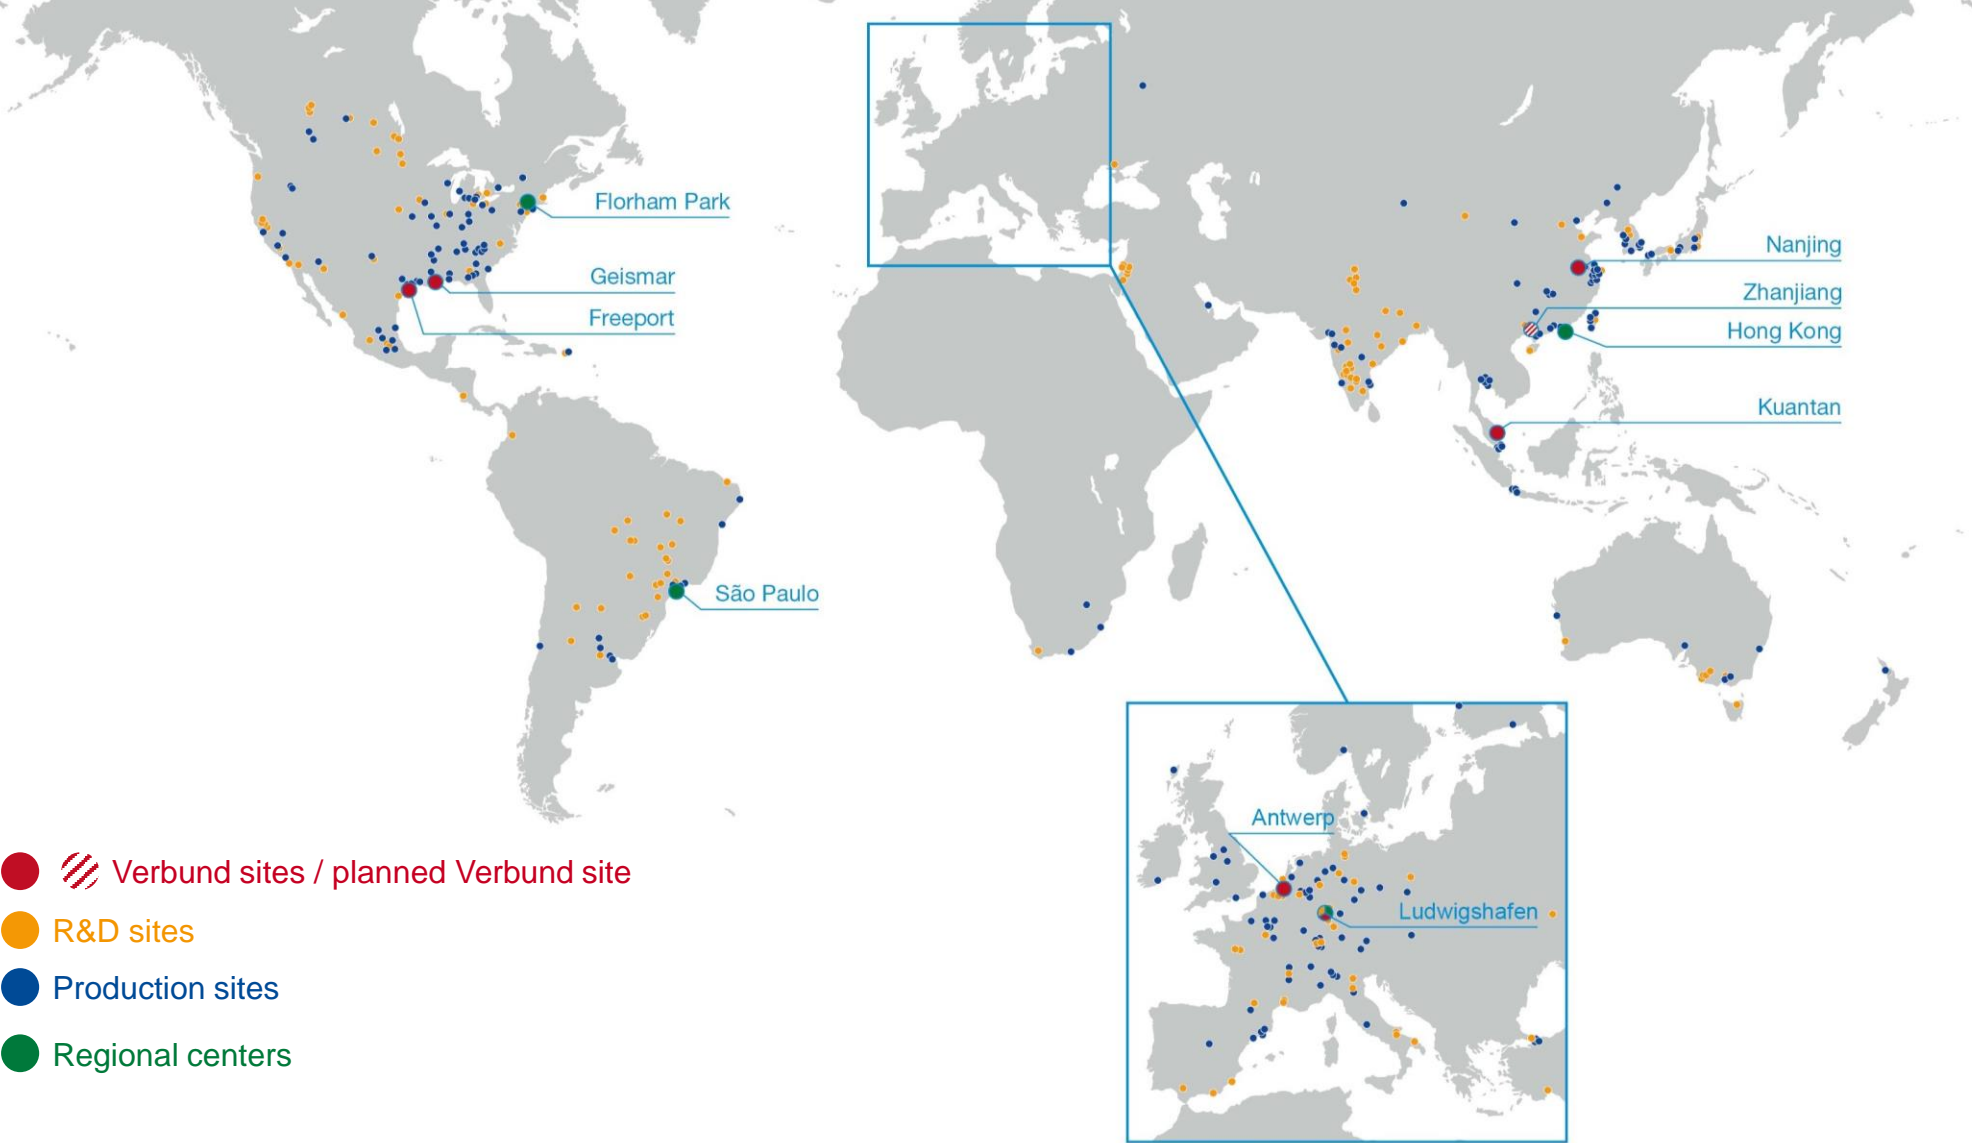 Florham Park
Geismar
Freeport
Nanjing
Zhanjiang
Hong Kong
Kuantan
São Paulo
Antwerp
Ludwigshafen
Verbund sites / planned Verbund site
R&D sites
Production sites
Regional centers